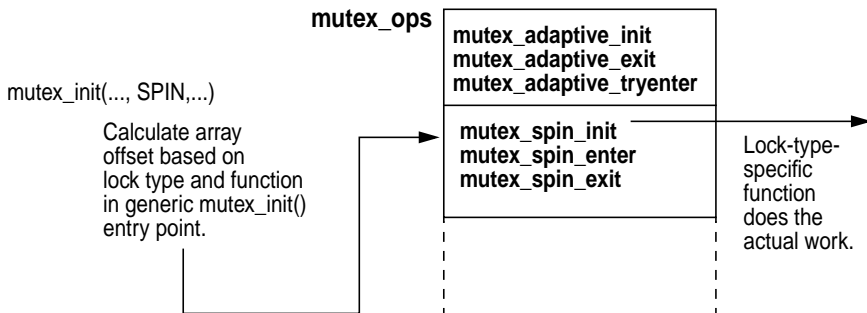 mutex_ops
mutex_adaptive_init
mutex_adaptive_exit
mutex_adaptive_tryenter
mutex_init(..., SPIN,...)
Calculate array
offset based on
lock type and function
in generic mutex_init()
entry point.
mutex_spin_init
mutex_spin_enter
mutex_spin_exit
Lock-type-
specific
function
does the
actual work.